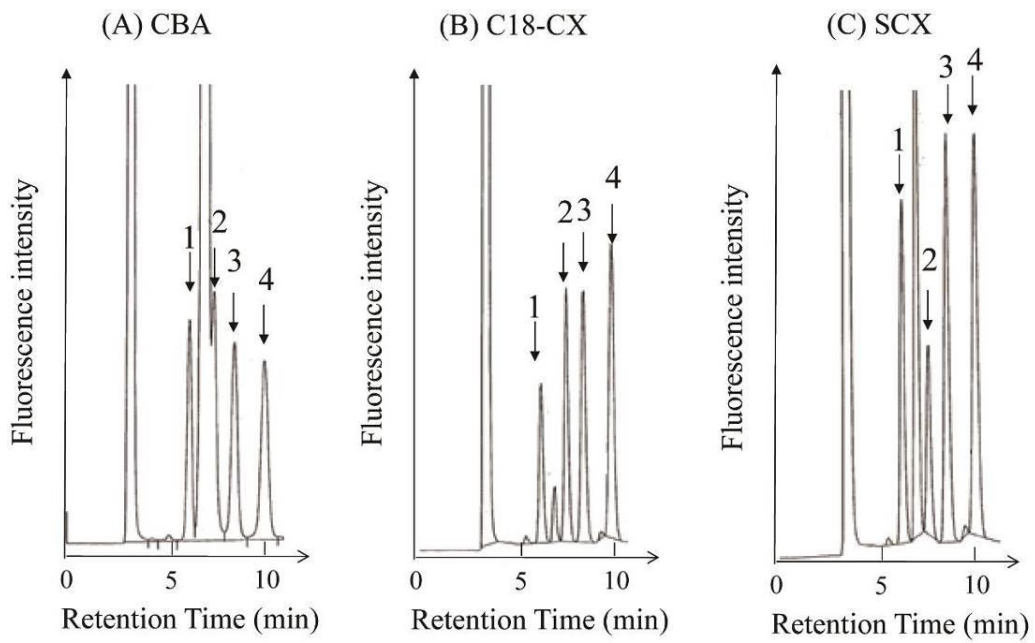 (A) CBA
Fluorescence intensity
1
2
3
4
0
5
10
Retention Time (min)
(B) C18-CX
Fluorescence intensity
1
2 3
4
0
5
10
Retention Time (min)
(C) SCX
Fluorescence intensity
1
2
3
4
0
5
10
Retention Time (min)